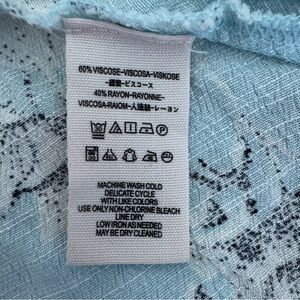 60%VISCOSE-VISCOSA-VISKOSE
ビスコース
40%RAYON-RAYONNE-
VISCOSA-RAIOM-人造絲-レーヨン
MACHINE WASH COLD
DELICATE CYCLE
WITH LIKE COLORS
USE ONLY NON-CHLORINE BLEACH
LINE DRY
LOW IRON AS NEEDED
MAY BE DRY CLEANED